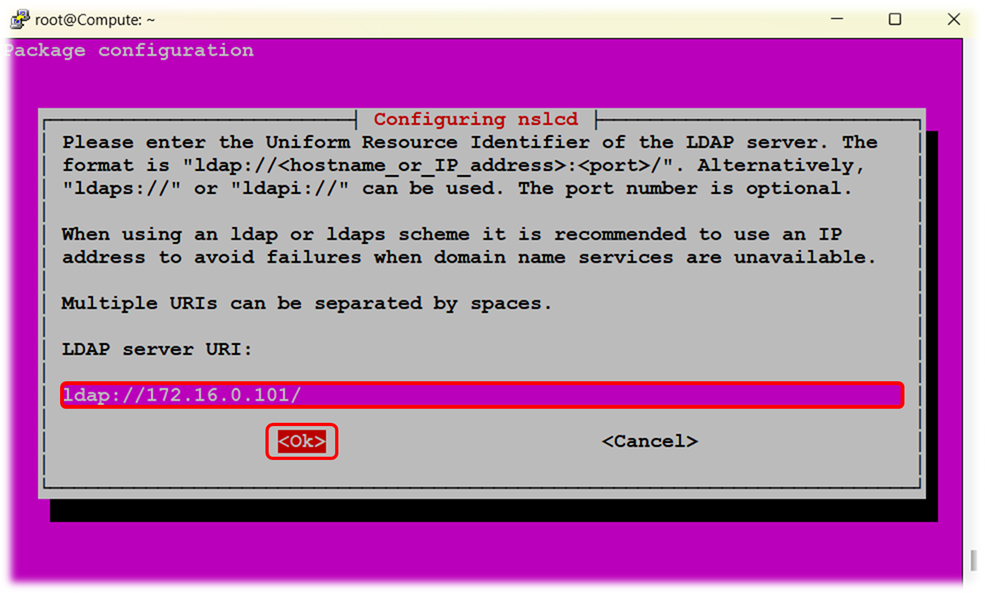 root@Compute: ~
Package configuration
Configuring nslcd
Please enter the Uniform Resource Identifier of the LDAP server. The
format is "ldap://<hostname_or_IP_address>:<port>/". Alternatively,
"ldaps://" or "ldapi://" can be used. The port number is optional.
When using an ldap or ldaps scheme it is recommended to use an IP
address to avoid failures when domain name services are unavailable.
Multiple URIs can be separated by spaces.
LDAP server URI:
ldap://172.16.0.101/
<Ok> <Cancel>